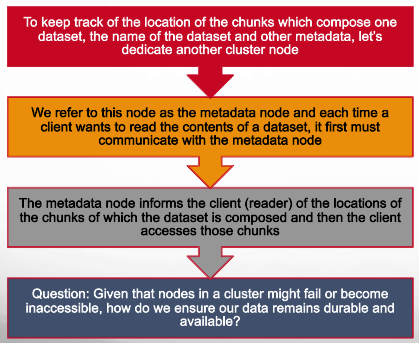 To keep track of the location of the chunks which compose one
dataset, the name of the dataset and other metadata, let's
dedicate another cluster node
We refer to this node as the metadata node and each time a
client wants to read the contents of a dataset, it first must
communicate with the metadata node
The metadata node informs the client (reader) of the locations of
the chunks of which the dataset is composed and then the client
accesses those chunks
Question: Given that nodes in a cluster might fail or become
inaccessible, how do we ensure our data remains durable and
available?